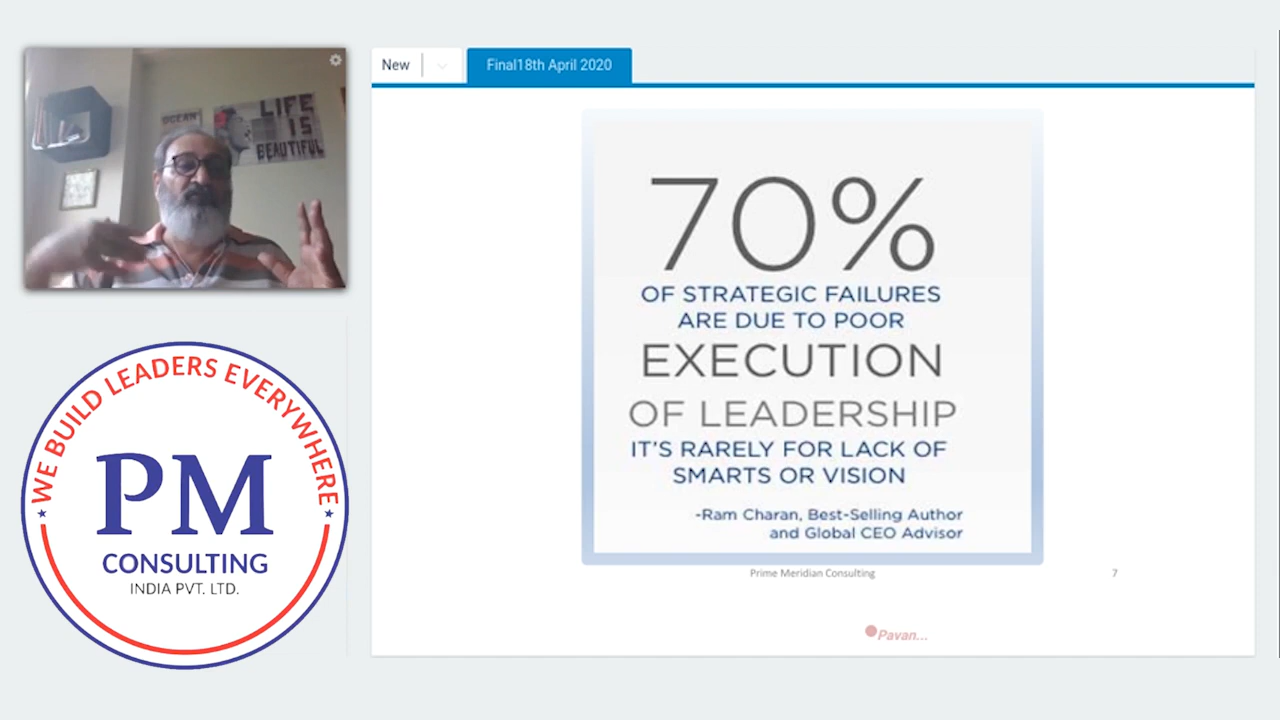 OCEAN
LIFE
IS
BEAUTIFUL
WE BUILD LEADERS EVERYWHERE
PM
CONSULTING
INDIA PVT. LTD.
New
Final18th April 2020
70%
OF STRATEGIC FAILURES
ARE DUE TO POOR
EXECUTION
OF LEADERSHIP
IT'S RARELY FOR LACK OF
SMARTS OR VISION
-Ram Charan, Best-Selling Author
and Global CEO Advisor
Prime Meridian Consulting 7
Pavan...